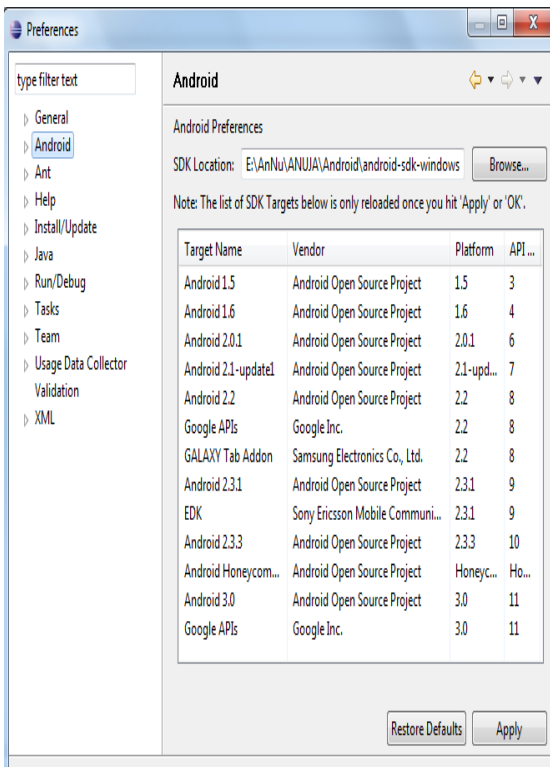 Preferences
type filter text
General
Android
Ant
Help
Install/Update
Java
Run/Debug
Tasks
Team
Usage Data Collector
Validation
XML
Android
Android Preferences
SDK Location: E:\AnNu\ANUJA\Android\android-sdk-windows Browse...
Note: The list of SDK Targets below is only reloaded once you hit 'Apply' or 'OK'.
Target Name Vendor Platform API ...
Android 1.5 Android Open Source Project 1.5 3
Android 1.6 Android Open Source Project 1.6 4
Android 2.0.1 Android Open Source Project 2.0.1 6
Android 2.1-update1 Android Open Source Project 2.1-upd... 7
Android 2.2 Android Open Source Project 2.2 8
Google APIs Google Inc. 2.2 8
GALAXY Tab Addon Samsung Electronics Co., Ltd. 2.2 8
Android 2.3.1 Android Open Source Project 2.3.1 9
EDK Sony Ericsson Mobile Communi... 2.3.1 9
Android 2.3.3 Android Open Source Project 2.3.3 10
Android Honeycom... Android Open Source Project Honeyc... Ho...
Android 3.0 Android Open Source Project 3.0 11
Google APIs Google Inc. 3.0 11
Restore Defaults Apply